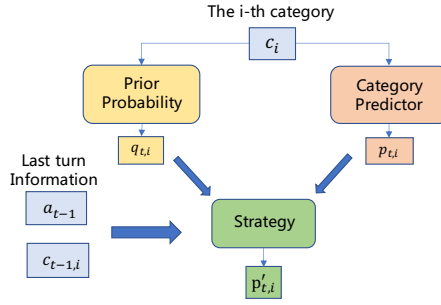 The i-th category
c_i
Prior
Probability
Category
Predictor
q_{t,i}
p_{t,i}
Last turn
Information
a_{t−1}
c_{t−1,i}
Strategy
p′_{t,i}